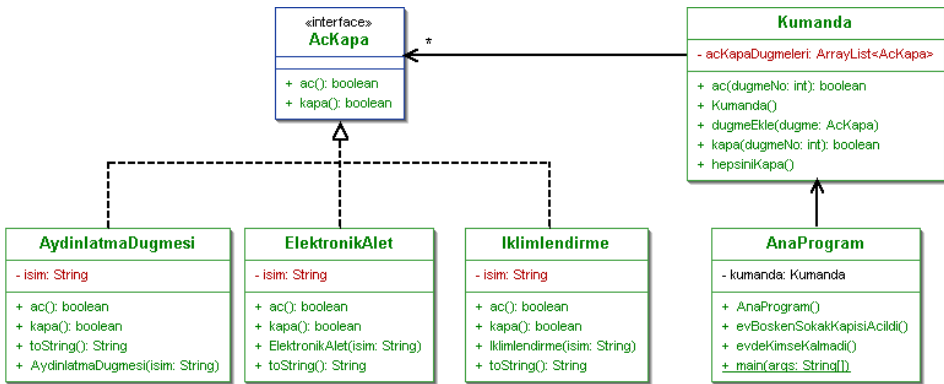 «interface»
AcKapa
+ ac(): boolean
+ kapa(): boolean
*
Kumanda
- acKapaDugmeleri: ArrayList<AcKapa>
+ ac(dugmeNo: int): boolean
+ Kumanda()
+ dugmeEkle(dugme: AcKapa)
+ kapa(dugmeNo: int): boolean
+ hepsiniKapa()
AydinlatmaDugmesi
- isim: String
+ ac(): boolean
+ kapa(): boolean
+ toString(): String
+ AydinlatmaDugmesi(isim: String)
ElektronikAlet
- isim: String
+ ac(): boolean
+ kapa(): boolean
+ ElektronikAlet(isim: String)
+ toString(): String
Iklimlendirme
- isim: String
+ ac(): boolean
+ kapa(): boolean
+ Iklimlendirme(isim: String)
+ toString(): String
AnaProgram
- kumanda: Kumanda
+ AnaProgram()
+ evBoskenSokakKapisiAcildi()
+ evdeKimseKalmadi()
+ main(args: String[])